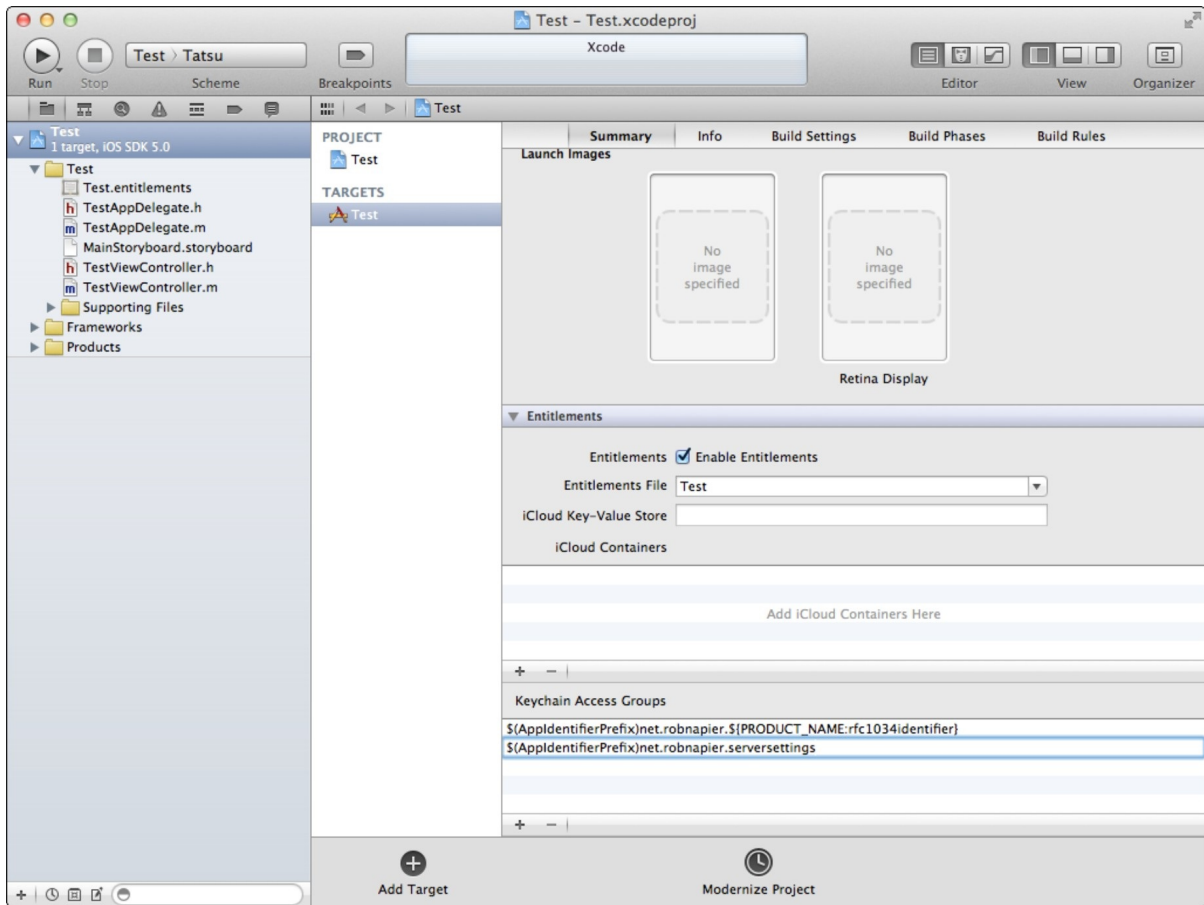 Test – Test.xcodeproj
Test 〉 Tatsu
Xcode
Run Stop Scheme Breakpoints Editor View Organizer
Test
Test
1 target, iOS SDK 5.0
Test
Test.entitlements
h TestAppDelegate.h
m TestAppDelegate.m
MainStoryboard.storyboard
h TestViewController.h
m TestViewController.m
Supporting Files
Frameworks
Products
PROJECT
Test
TARGETS
Test
Summary Info Build Settings Build Phases Build Rules
Launch Images
No
image
specified
No
image
specified
Retina Display
Entitlements
Entitlements Enable Entitlements
Entitlements File Test
iCloud Key-Value Store
iCloud Containers
Add iCloud Containers Here
Keychain Access Groups
$(AppIdentifierPrefix)net.robnapier.${PRODUCT_NAME:rfc1034identifier}
$(AppIdentifierPrefix)net.robnapier.serversettings
Add Target
Modernize Project